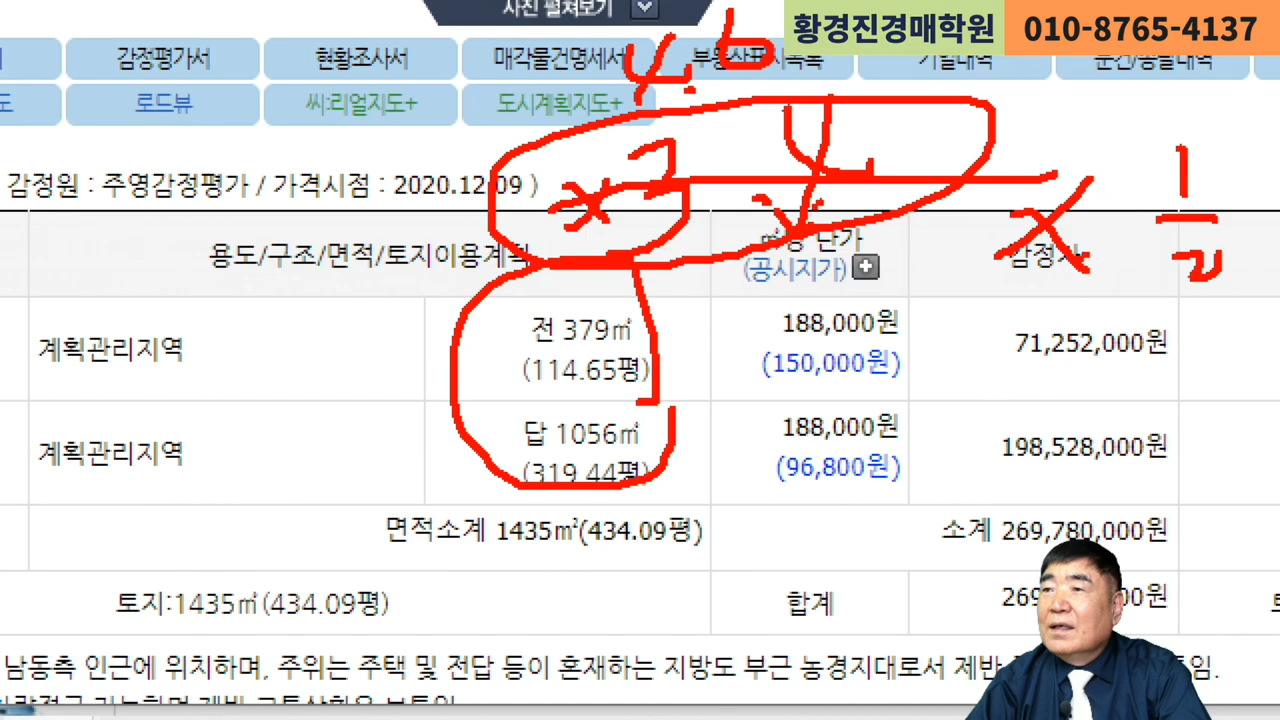 사진 펼쳐보기
황경진경매학원 010-8765-4137
감정평가서 현황조사서 매각물건명세서
로드뷰 씨:리얼지도+ 도시계획지도+
4.6
감정원 : 주영감정평가 / 가격시점 : 2020.12.09 )
1
2
용도/구조/면적/토지이용계획 ㎡당 단가 감정가
(공시지가)
계획관리지역 전 379㎡ 188,000원 71,252,000원
(114.65평) (150,000원)
계획관리지역 답 1056㎡ 188,000원 198,528,000원
(319.44평) (96,800원)
면적소계 1435㎡(434.09평) 소계 269,780,000원
토지:1435㎡(434.09평) 합계
남동측 인근에 위치하며, 주위는 주택 및 전답 등이 혼재하는 지방도 부근 농경지대로서 제반